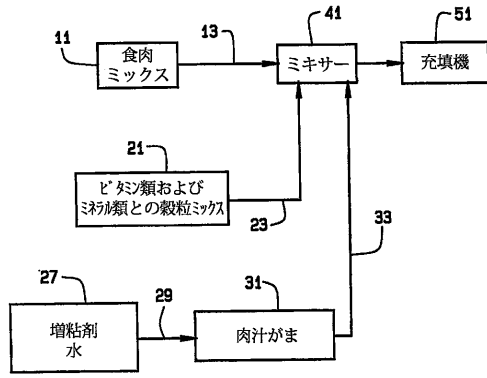 11
食肉
ミックス
13
41
ミキサー
51
充填機
21
ビタミン類および
ミネラル類との穀粒ミックス
23
33
27
増粘剤
水
29
31
肉汁がま